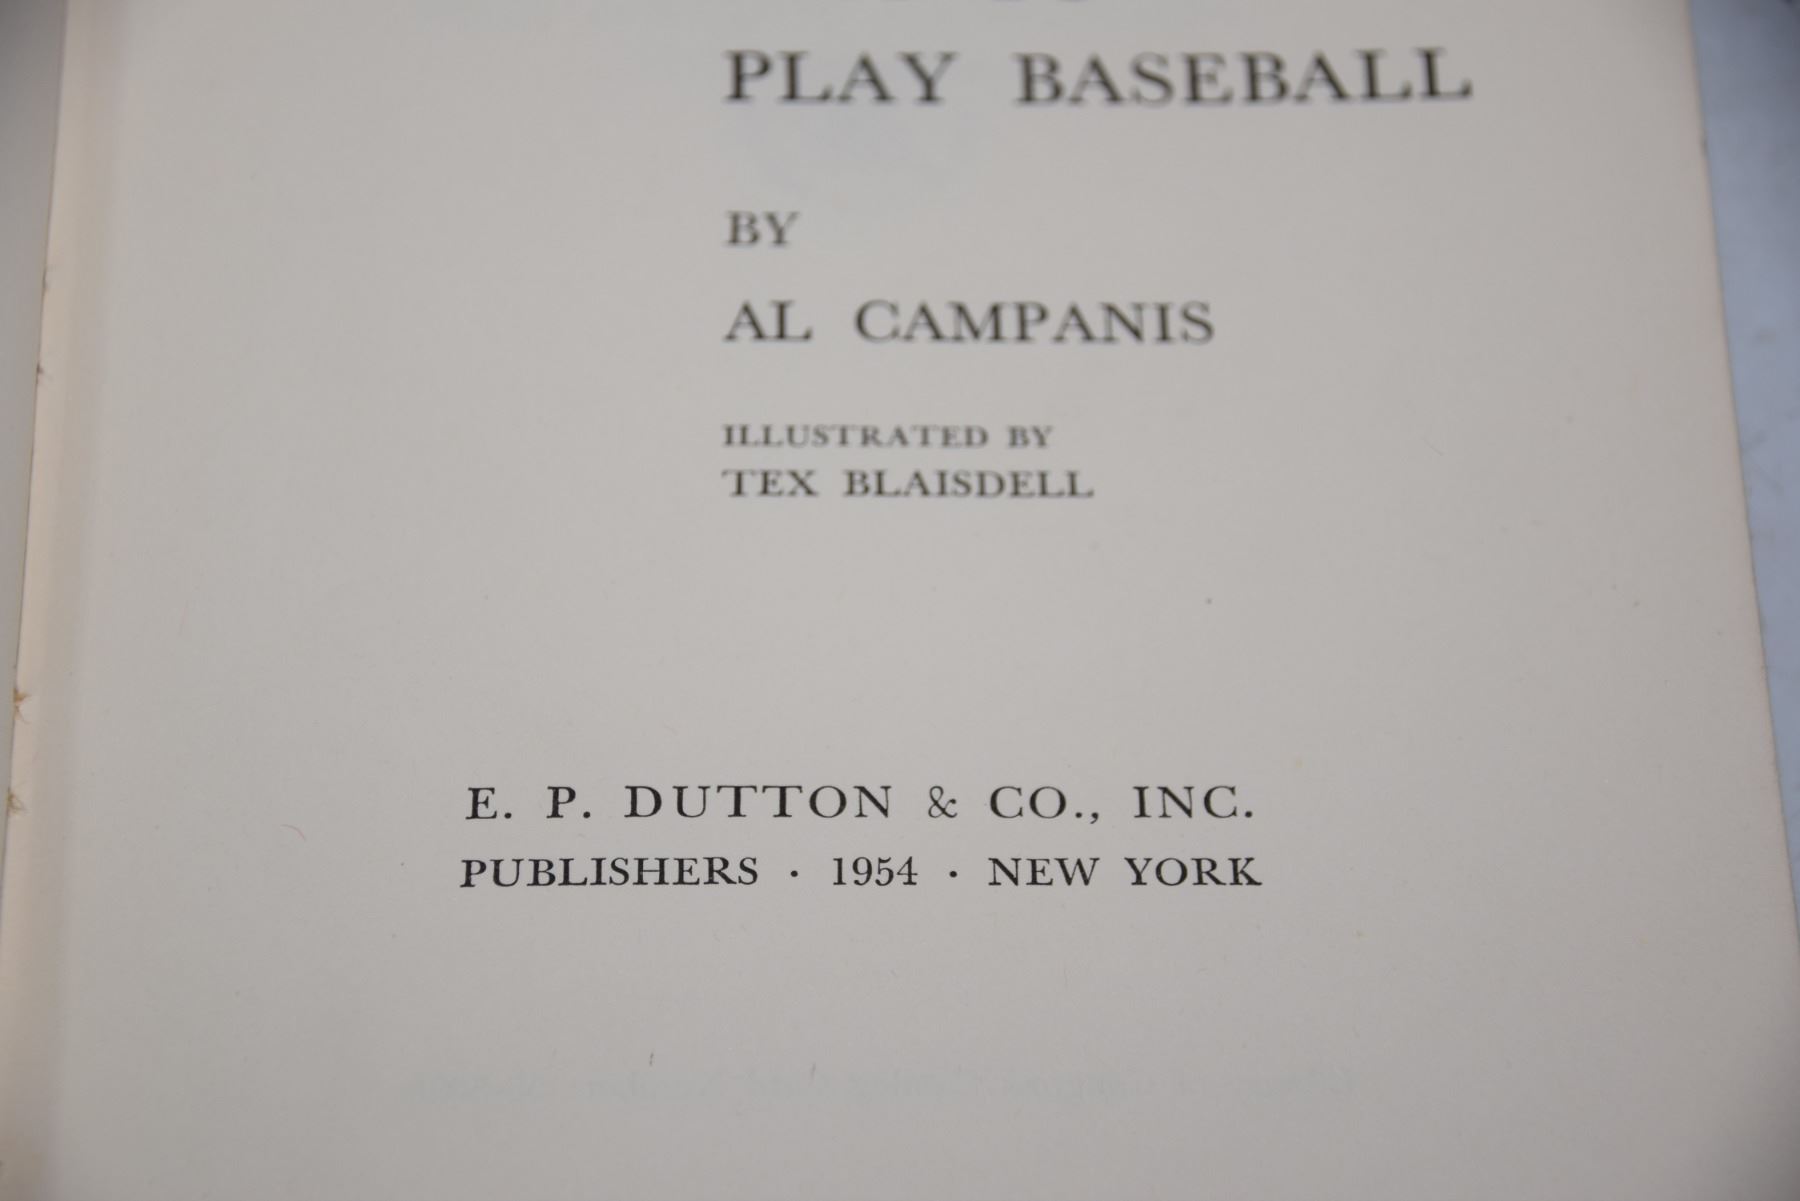 PLAY BASEBALL
BY
AL CAMPANIS
ILLUSTRATED BY
TEX BLAISDELL
E. P. DUTTON & CO., INC.
PUBLISHERS · 1954 · NEW YORK